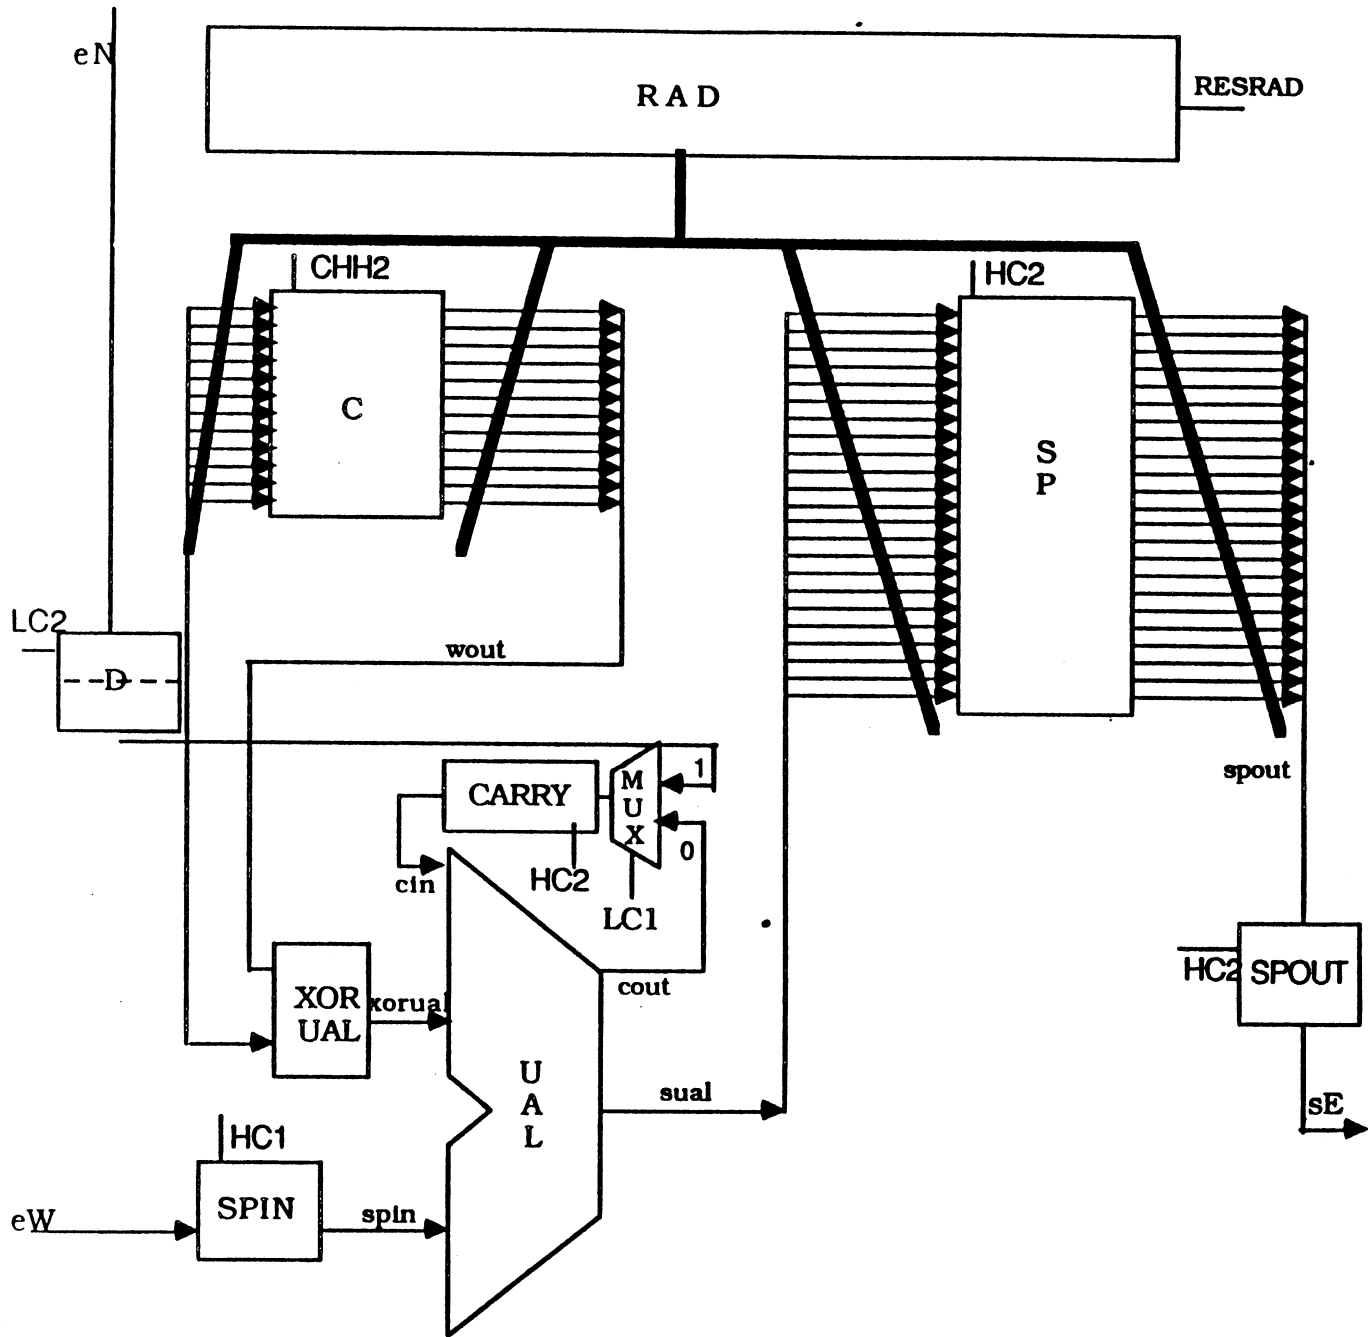 eN
RAD
RESRAD
CHH2
HC2
C
S
P
LC2
D
wout
spout
1
M
U
X
CARRY
0
cin
HC2
LC1
cout
HC2
SPOUT
XOR
UAL
xorual
U
A
L
sual
sE
HC1
SPIN
spin
eW